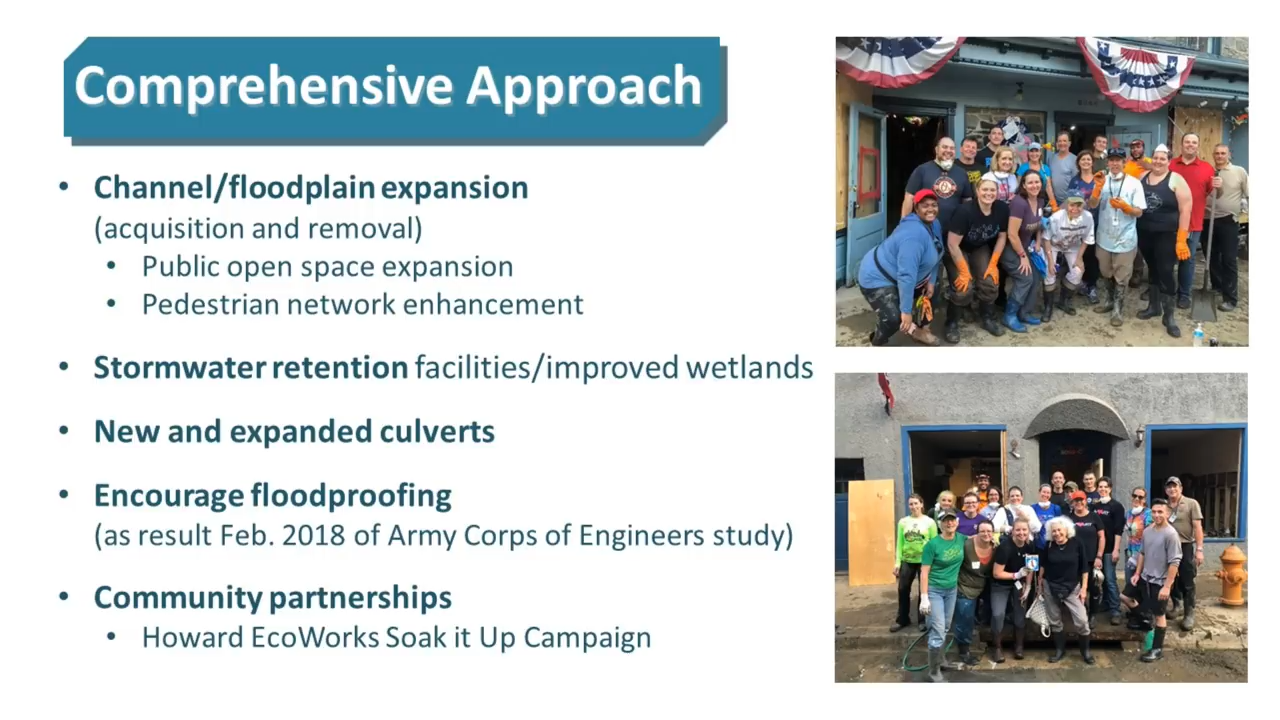 Comprehensive Approach
• Channel/floodplain expansion
(acquisition and removal)
• Public open space expansion
• Pedestrian network enhancement
• Stormwater retention facilities/improved wetlands
• New and expanded culverts
• Encourage floodproofing
(as result Feb. 2018 of Army Corps of Engineers study)
• Community partnerships
• Howard EcoWorks Soak it Up Campaign